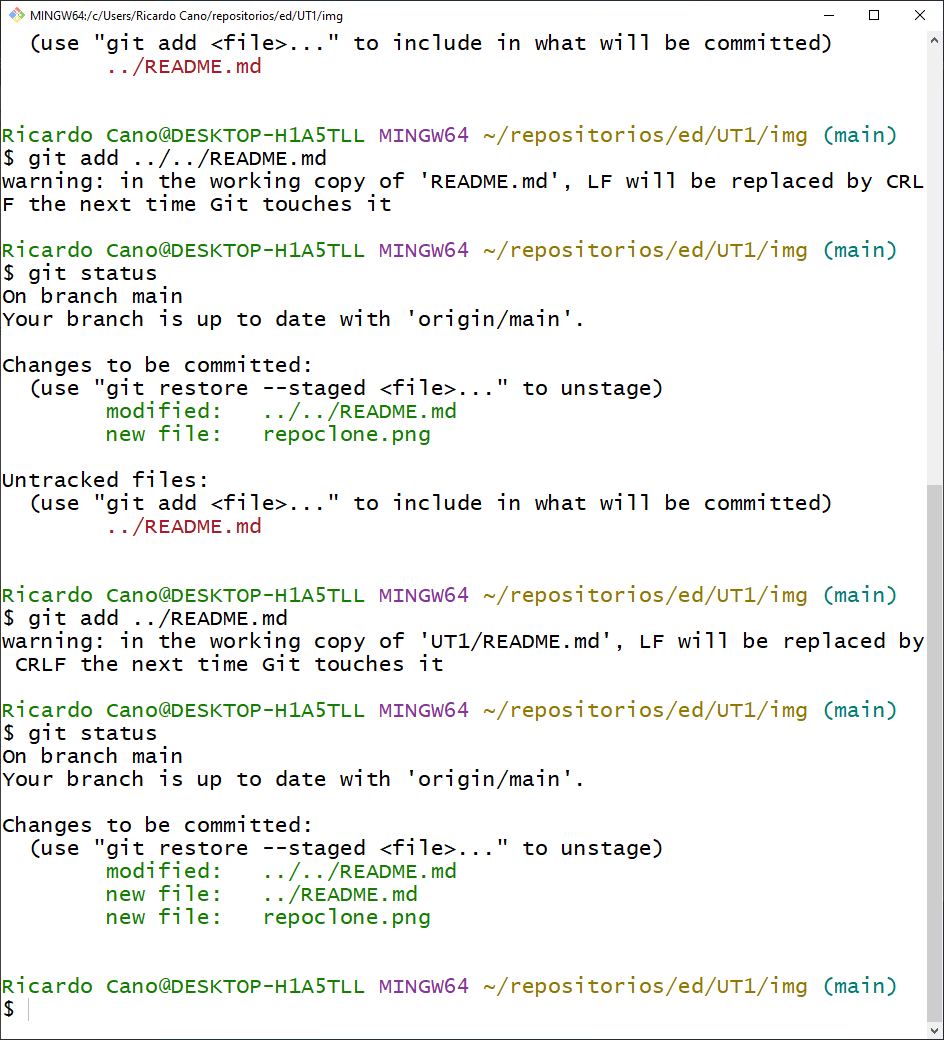 MINGW64:/c/Users/Ricardo Cano/repositorios/ed/UT1/img
  (use "git add <file>..." to include in what will be committed)
        ../README.md
Ricardo Cano@DESKTOP-H1A5TLL MINGW64 ~/repositorios/ed/UT1/img (main)
$ git add ../../README.md
warning: in the working copy of 'README.md', LF will be replaced by CRL
F the next time Git touches it
Ricardo Cano@DESKTOP-H1A5TLL MINGW64 ~/repositorios/ed/UT1/img (main)
$ git status
On branch main
Your branch is up to date with 'origin/main'.
Changes to be committed:
  (use "git restore --staged <file>..." to unstage)
        modified:   ../../README.md
        new file:   repoclone.png
Untracked files:
  (use "git add <file>..." to include in what will be committed)
        ../README.md
Ricardo Cano@DESKTOP-H1A5TLL MINGW64 ~/repositorios/ed/UT1/img (main)
$ git add ../README.md
warning: in the working copy of 'UT1/README.md', LF will be replaced by
 CRLF the next time Git touches it
Ricardo Cano@DESKTOP-H1A5TLL MINGW64 ~/repositorios/ed/UT1/img (main)
$ git status
On branch main
Your branch is up to date with 'origin/main'.
Changes to be committed:
  (use "git restore --staged <file>..." to unstage)
        modified:   ../../README.md
        new file:   ../README.md
        new file:   repoclone.png
Ricardo Cano@DESKTOP-H1A5TLL MINGW64 ~/repositorios/ed/UT1/img (main)
$